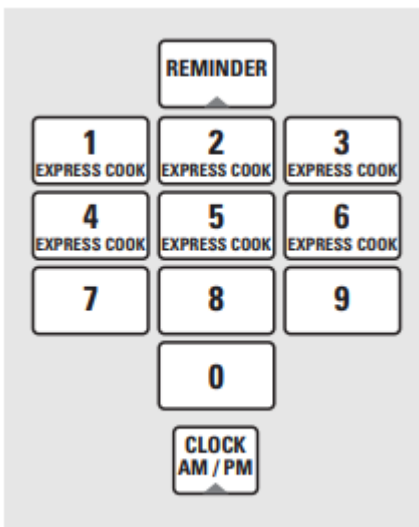 REMINDER
1 2 3
EXPRESS COOK EXPRESS COOK EXPRESS COOK
4 5 6
EXPRESS COOK EXPRESS COOK EXPRESS COOK
7 8 9
0
CLOCK
AM / PM